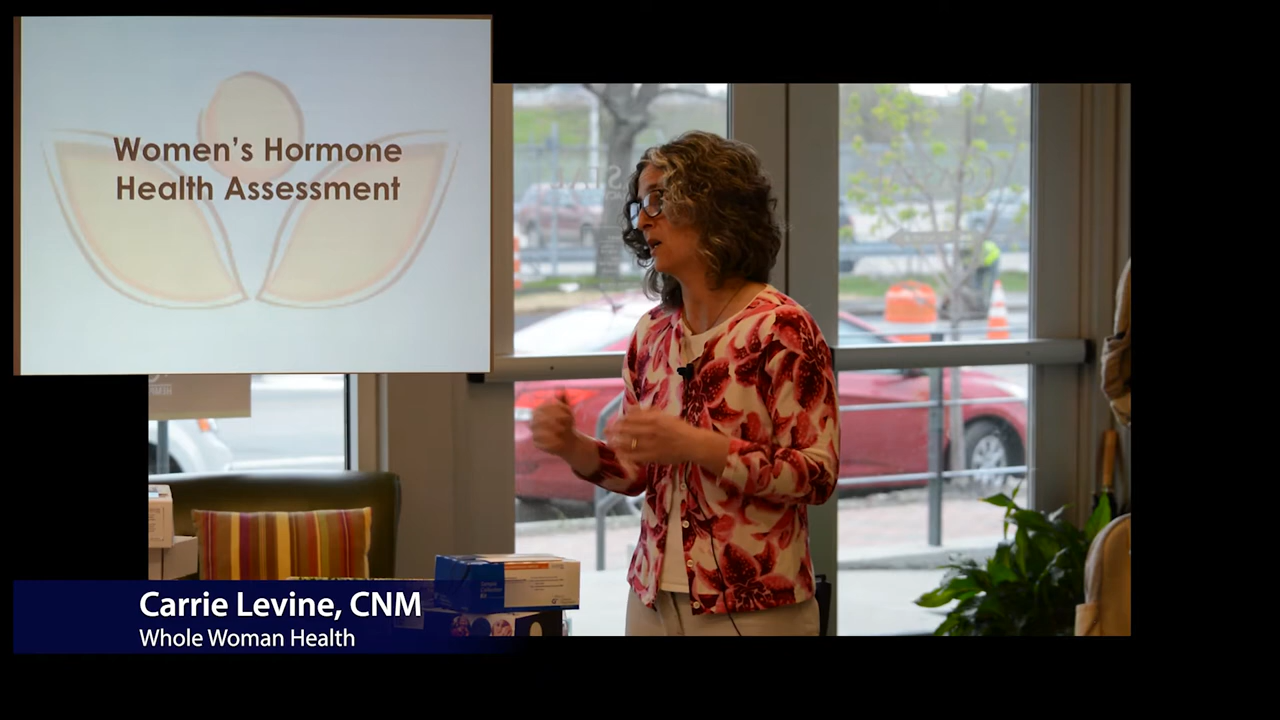 Women's Hormone
Health Assessment
Carrie Levine, CNM
Whole Woman Health